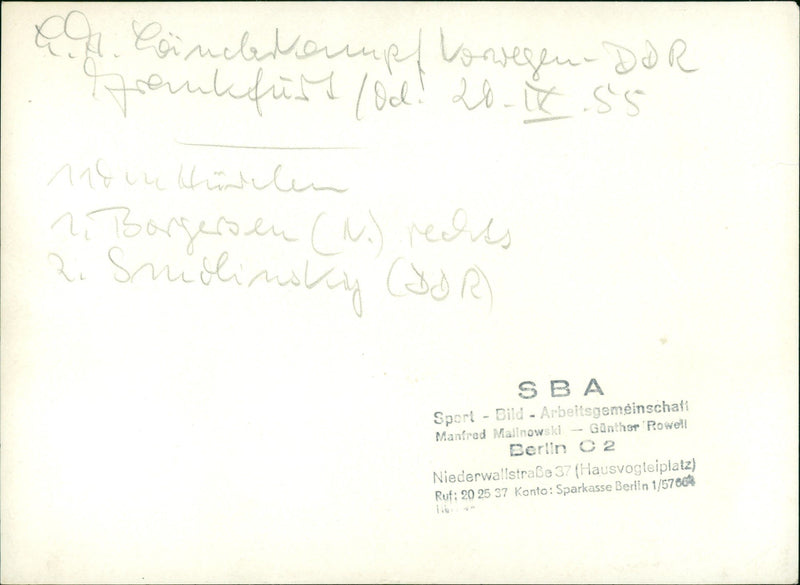 L.A. Länderkampf Norwegen - DDR
Frankfurt/Od. 20. IX. 55
110 m Hürden
1. Borgersen (N.) rechts
2. Smolinsky (DDR)
SBA
Sport - Bild - Arbeitsgemeinschaft
Manfred Malinowski — Günther Rowell
Berlin C 2
Niederwallstraße 37 (Hausvogteiplatz)
Ruf: 20 25 37 Konto: Sparkasse Berlin 1/57664